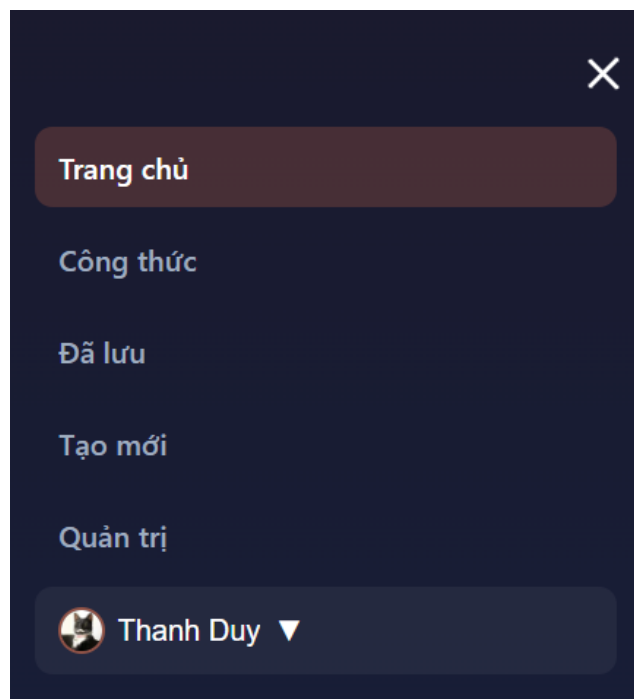 Trang chủ
Công thức
Đã lưu
Tạo mới
Quản trị
Thanh Duy ▼